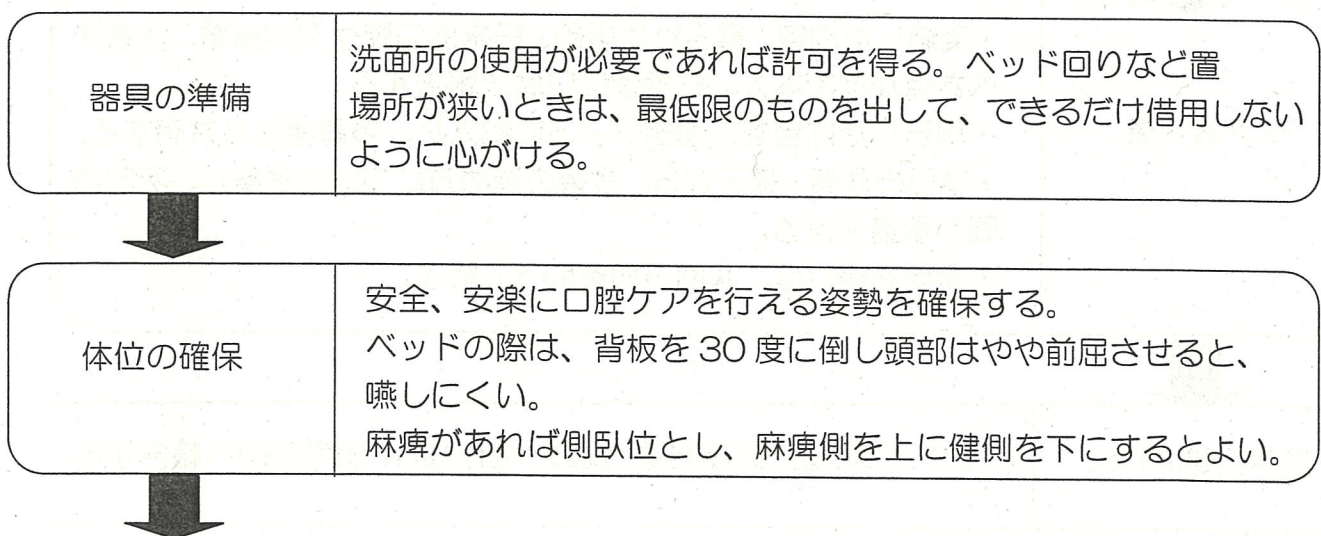 器具の準備
洗面所の使用が必要であれば許可を得る。ベッド回りなど置
場所が狭いときは、最低限のものを出して、できるだけ借用しない
ように心がける。
体位の確保
安全、安楽に口腔ケアを行える姿勢を確保する。
ベッドの際は、背板を30度に倒し頭部はやや前屈させると、
嚥しにくい。
麻痺があれば側臥位とし、麻痺側を上に健側を下にするとよい。